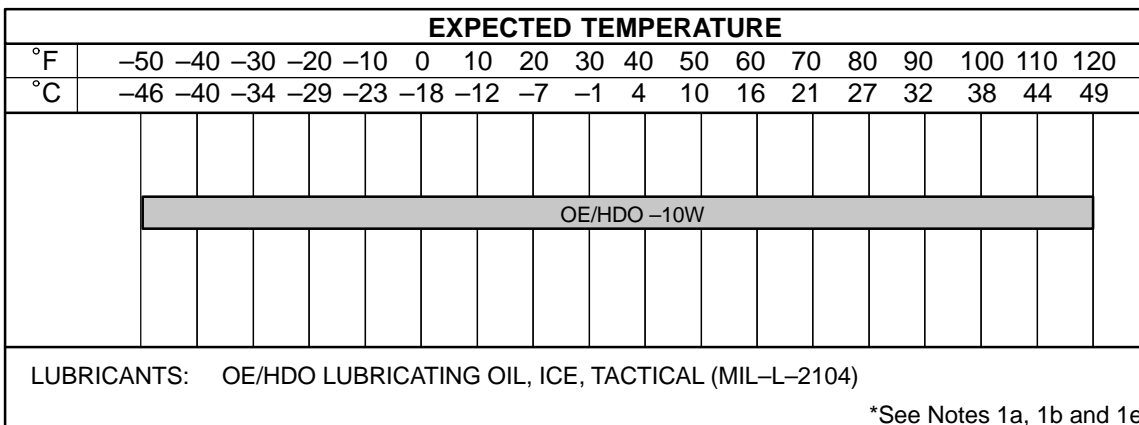 EXPECTED TEMPERATURE
°F –50 –40 –30 –20 –10 0 10 20 30 40 50 60 70 80 90 100 110 120
°C –46 –40 –34 –29 –23 –18 –12 –7 –1 4 10 16 21 27 32 38 44 49
OE/HDO –10W
LUBRICANTS: OE/HDO LUBRICATING OIL, ICE, TACTICAL (MIL–L–2104)
*See Notes 1a, 1b and 1e